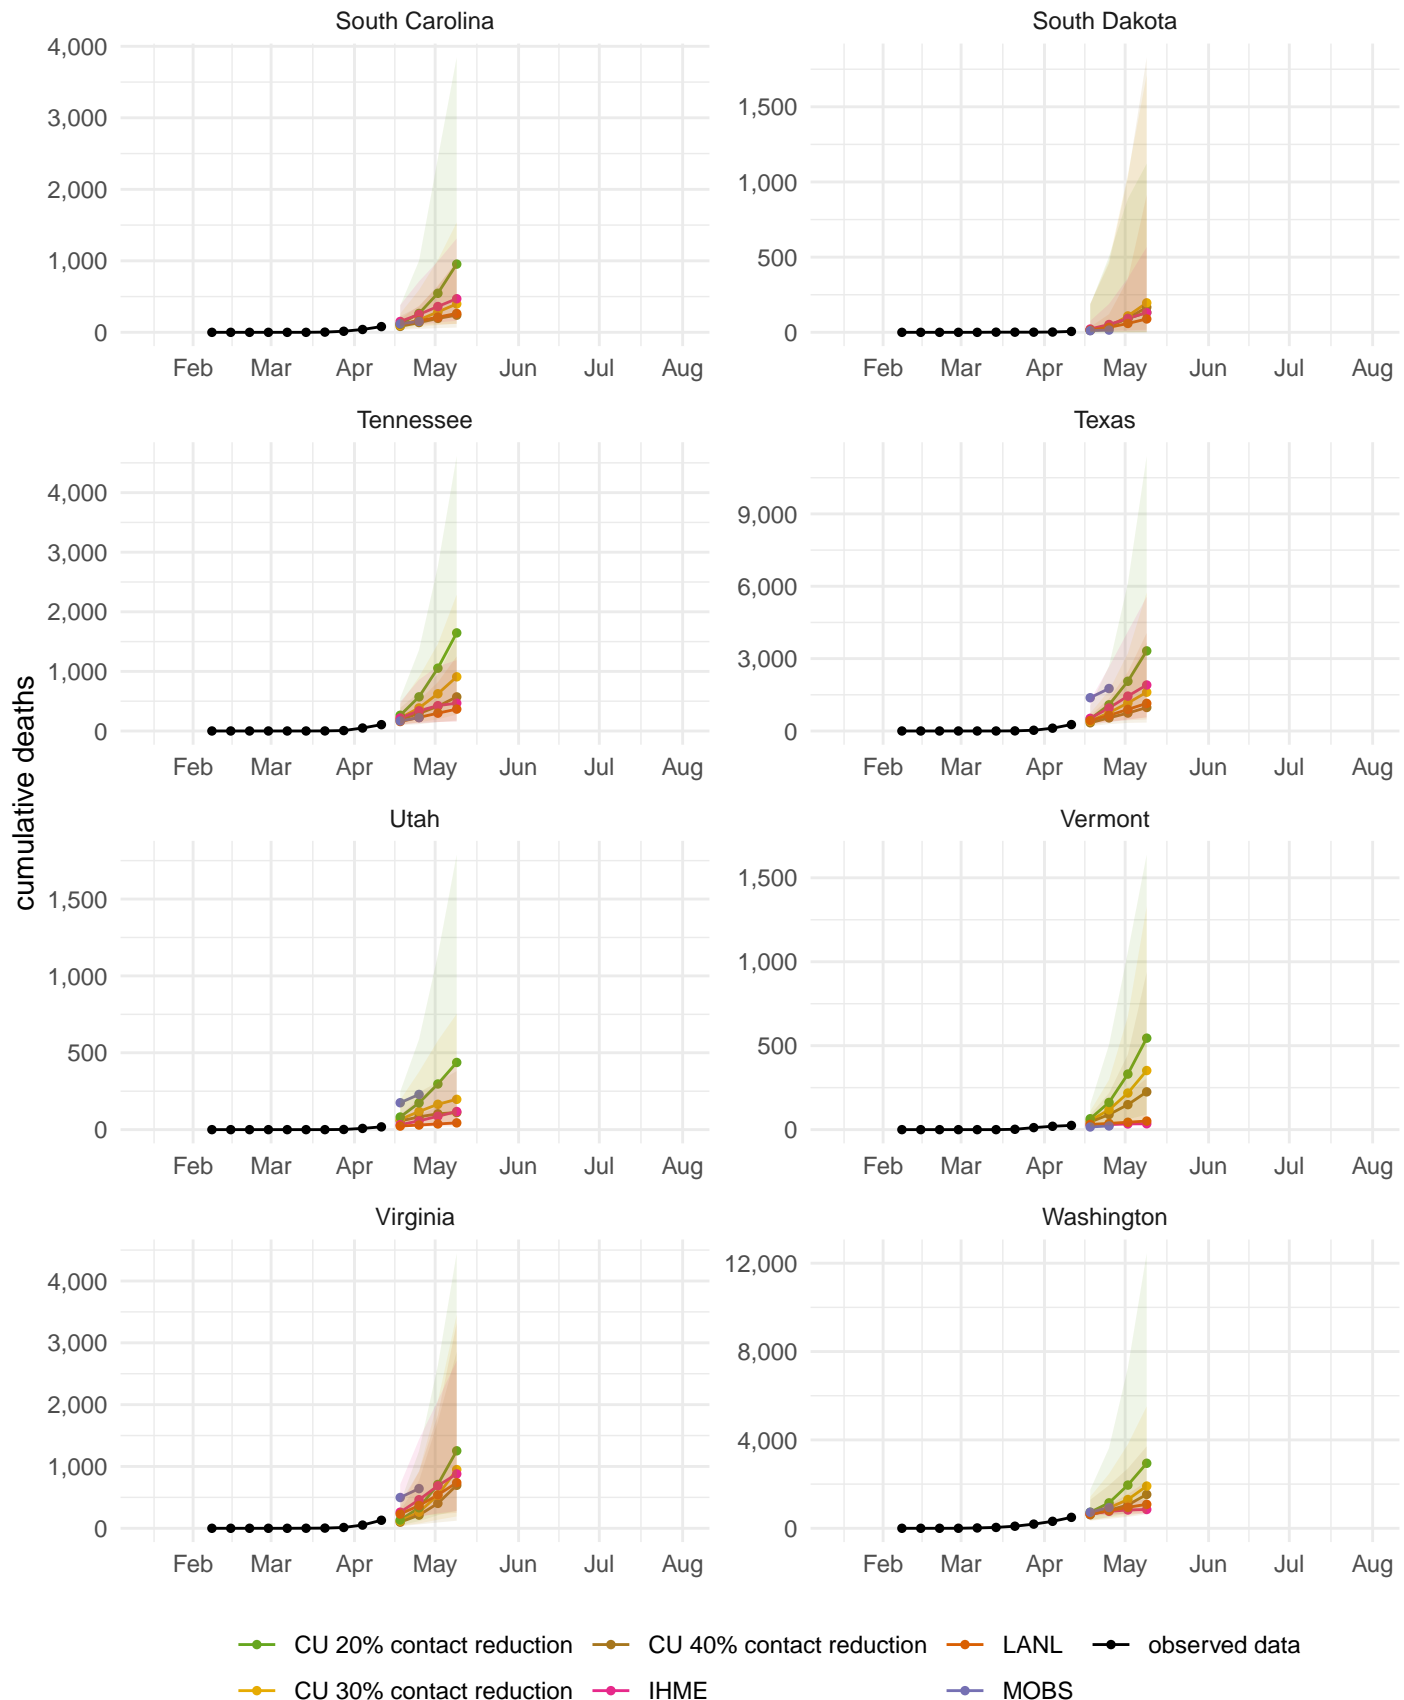 South Carolina
South Dakota
4,000
3,000
2,000
1,000
0
1,500
1,000
500
0
Feb Mar Apr May Jun Jul Aug
Feb Mar Apr May Jun Jul Aug
Tennessee
Texas
4,000
3,000
2,000
1,000
0
9,000
6,000
3,000
0
Feb Mar Apr May Jun Jul Aug
Feb Mar Apr May Jun Jul Aug
cumulative deaths
Utah
Vermont
1,500
1,000
500
0
1,500
1,000
500
0
Feb Mar Apr May Jun Jul Aug
Feb Mar Apr May Jun Jul Aug
Virginia
Washington
4,000
3,000
2,000
1,000
0
12,000
8,000
4,000
0
Feb Mar Apr May Jun Jul Aug
Feb Mar Apr May Jun Jul Aug
CU 20% contact reduction CU 40% contact reduction LANL observed data
CU 30% contact reduction IHME MOBS